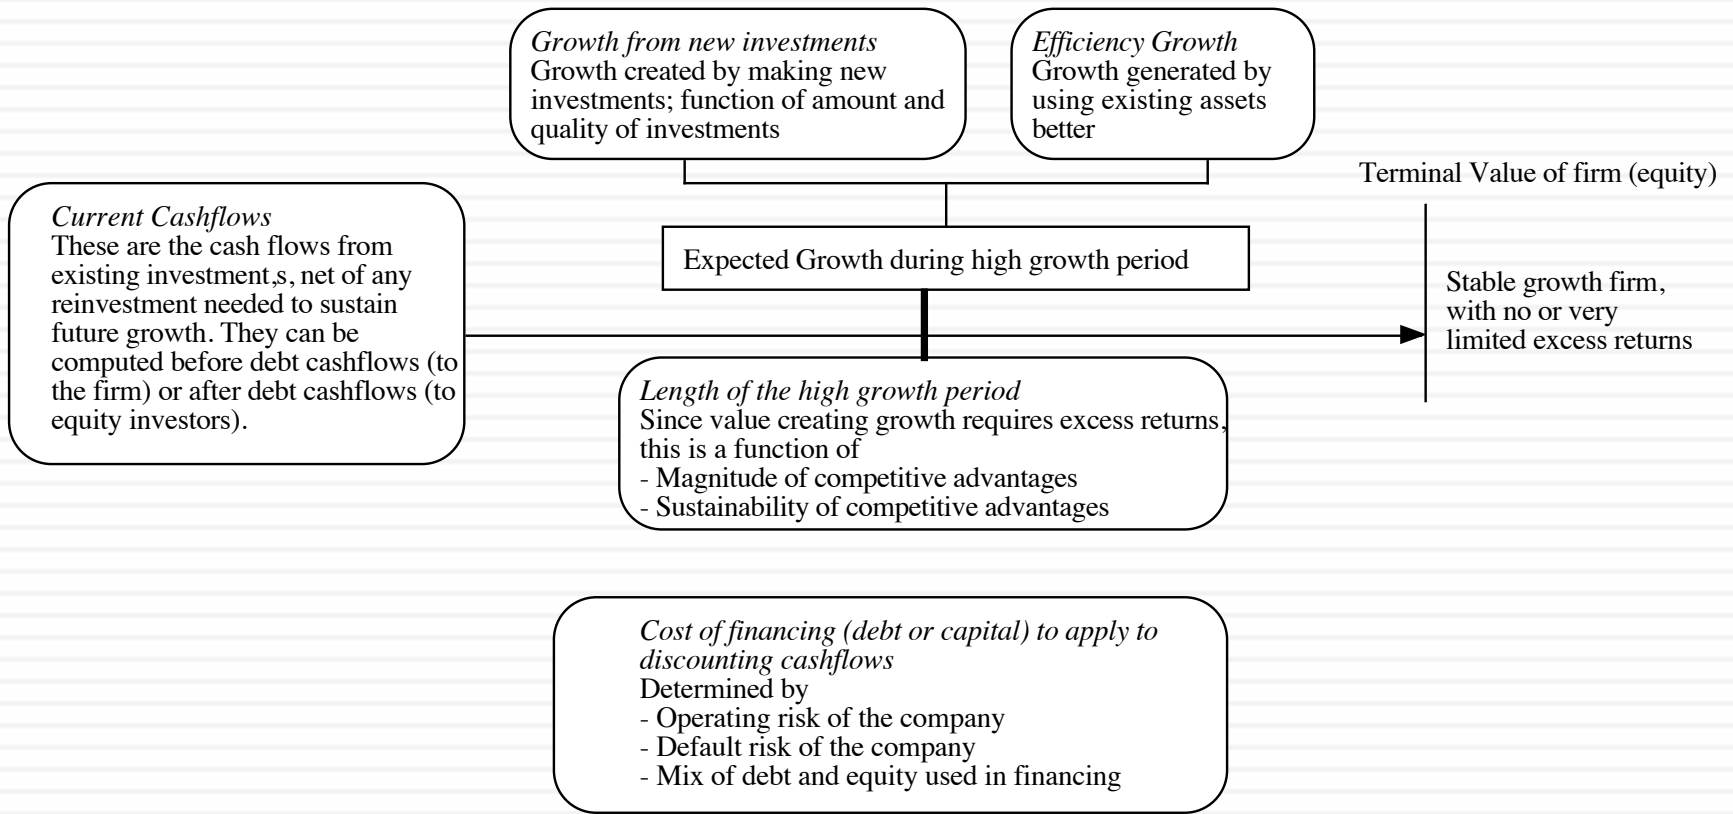 Growth from new investments
Growth created by making new
investments; function of amount and
quality of investments
Efficiency Growth
Growth generated by
using existing assets
better
Terminal Value of firm (equity)
Current Cashflows
These are the cash flows from
existing investment,s, net of any
reinvestment needed to sustain
future growth. They can be
computed before debt cashflows (to
the firm) or after debt cashflows (to
equity investors).
Expected Growth during high growth period
Stable growth firm,
with no or very
limited excess returns
Length of the high growth period
Since value creating growth requires excess returns,
this is a function of
- Magnitude of competitive advantages
- Sustainability of competitive advantages
Cost of financing (debt or capital) to apply to
discounting cashflows
Determined by
- Operating risk of the company
- Default risk of the company
- Mix of debt and equity used in financing